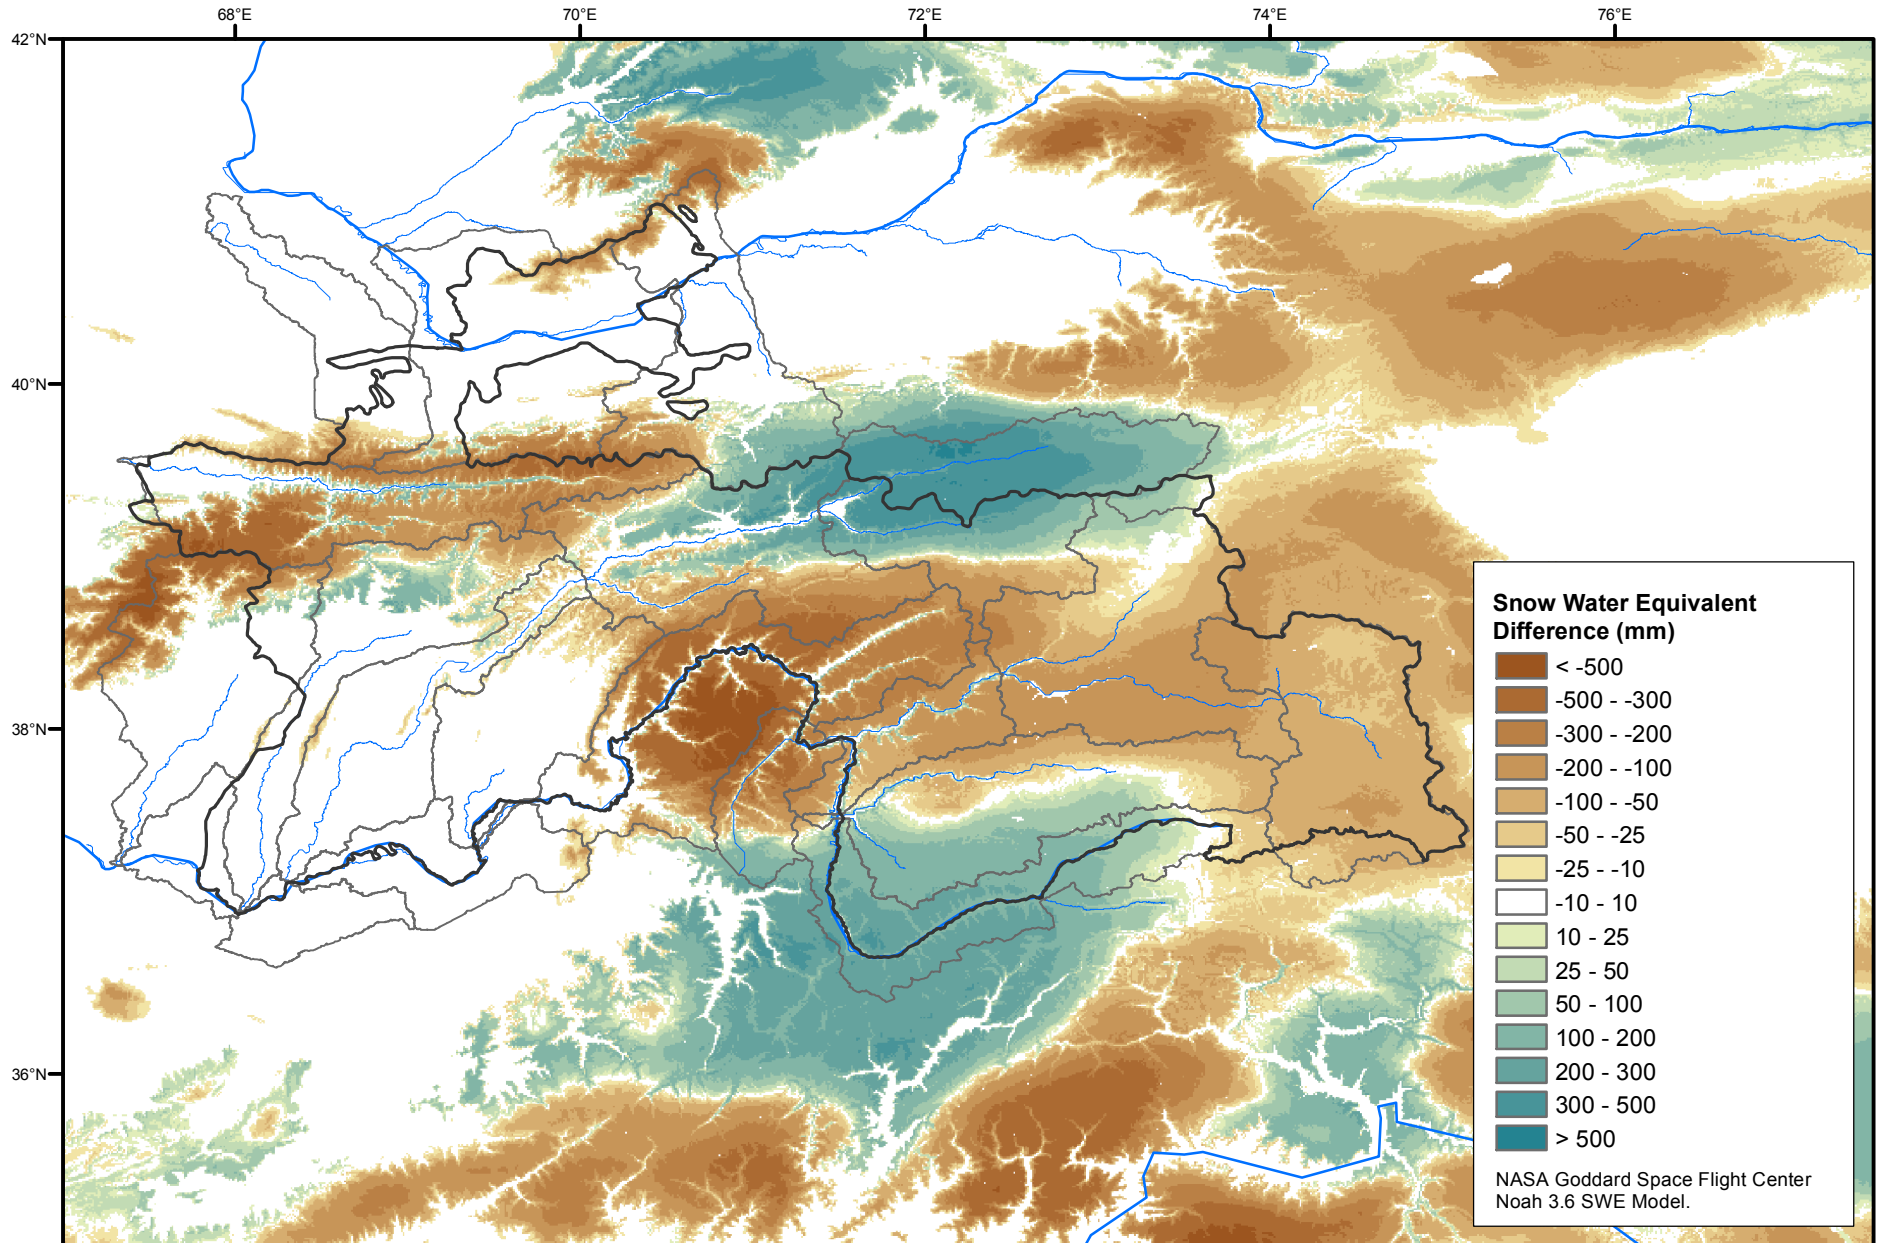 68°E
70°E
72°E
74°E
76°E
42°N
40°N
38°N
36°N
Snow Water Equivalent
Difference (mm)
< -500
-500 - -300
-300 - -200
-200 - -100
-100 - -50
-50 - -25
-25 - -10
-10 - 10
10 - 25
25 - 50
50 - 100
100 - 200
200 - 300
300 - 500
> 500
NASA Goddard Space Flight Center
Noah 3.6 SWE Model.